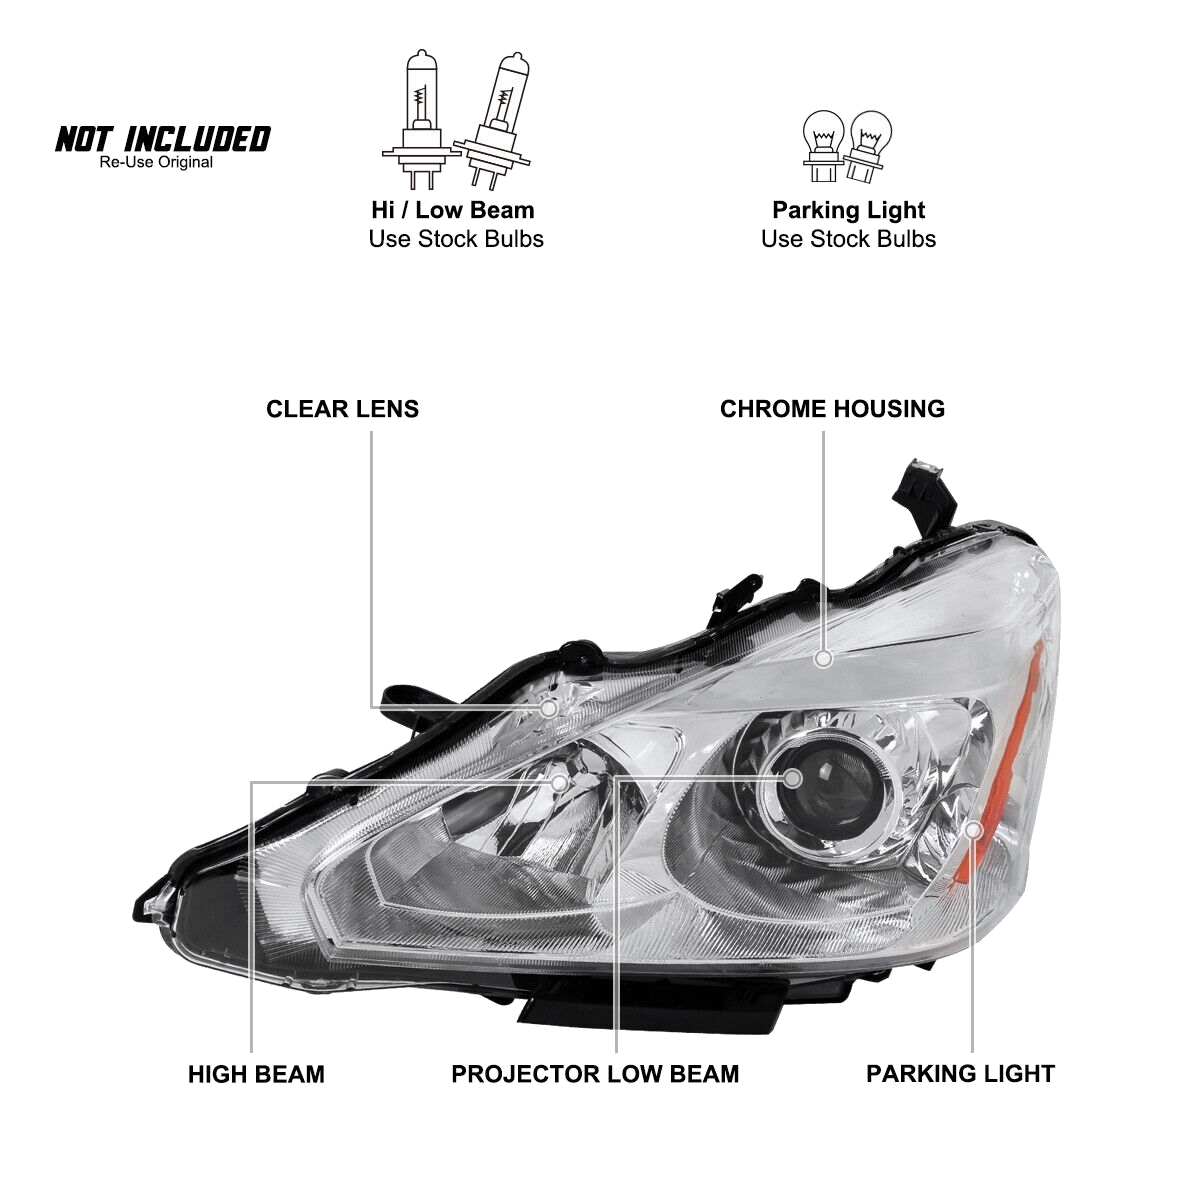 NOT INCLUDED
Re-Use Original
Hi / Low Beam
Use Stock Bulbs
Parking Light
Use Stock Bulbs
CLEAR LENS
CHROME HOUSING
HIGH BEAM
PROJECTOR LOW BEAM
PARKING LIGHT